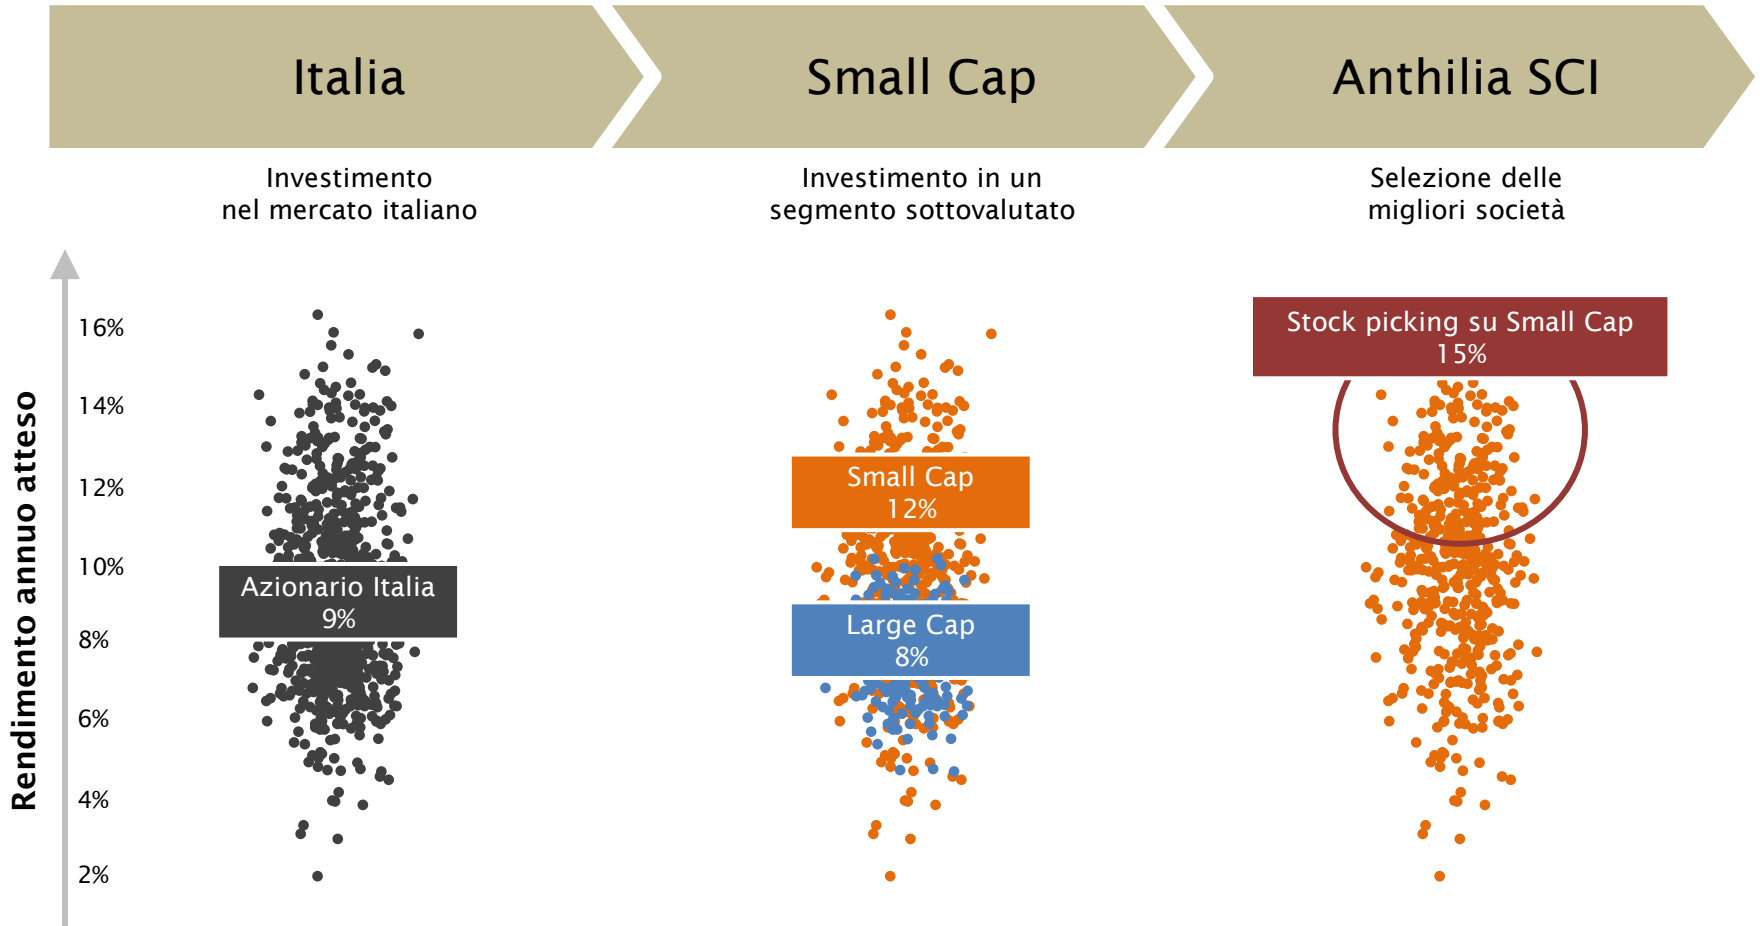 Italia
Small Cap
Anthilia SCI
Investimento
nel mercato italiano
Investimento in un
segmento sottovalutato
Selezione delle
migliori società
Rendimento annuo atteso
16%
14%
12%
10%
8%
6%
4%
2%
Azionario Italia
9%
Small Cap
12%
Large Cap
8%
Stock picking su Small Cap
15%